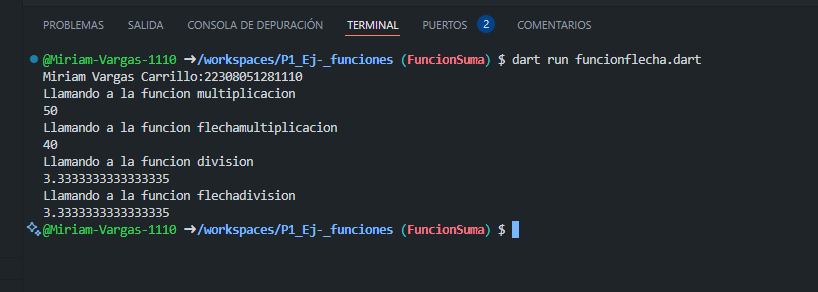 PROBLEMAS SALIDA CONSOLA DE DEPURACIÓN TERMINAL PUERTOS 2 COMENTARIOS
@Miriam-Vargas-1110 ➜/workspaces/P1_Ej-_funciones (FuncionSuma) $ dart run funcionflecha.dart
Miriam Vargas Carrillo:22308051281110
Llamando a la funcion multiplicacion
50
Llamando a la funcion flechamultiplicacion
40
Llamando a la funcion division
3.3333333333333335
Llamando a la funcion flechadivision
3.3333333333333335
@Miriam-Vargas-1110 ➜/workspaces/P1_Ej-_funciones (FuncionSuma) $